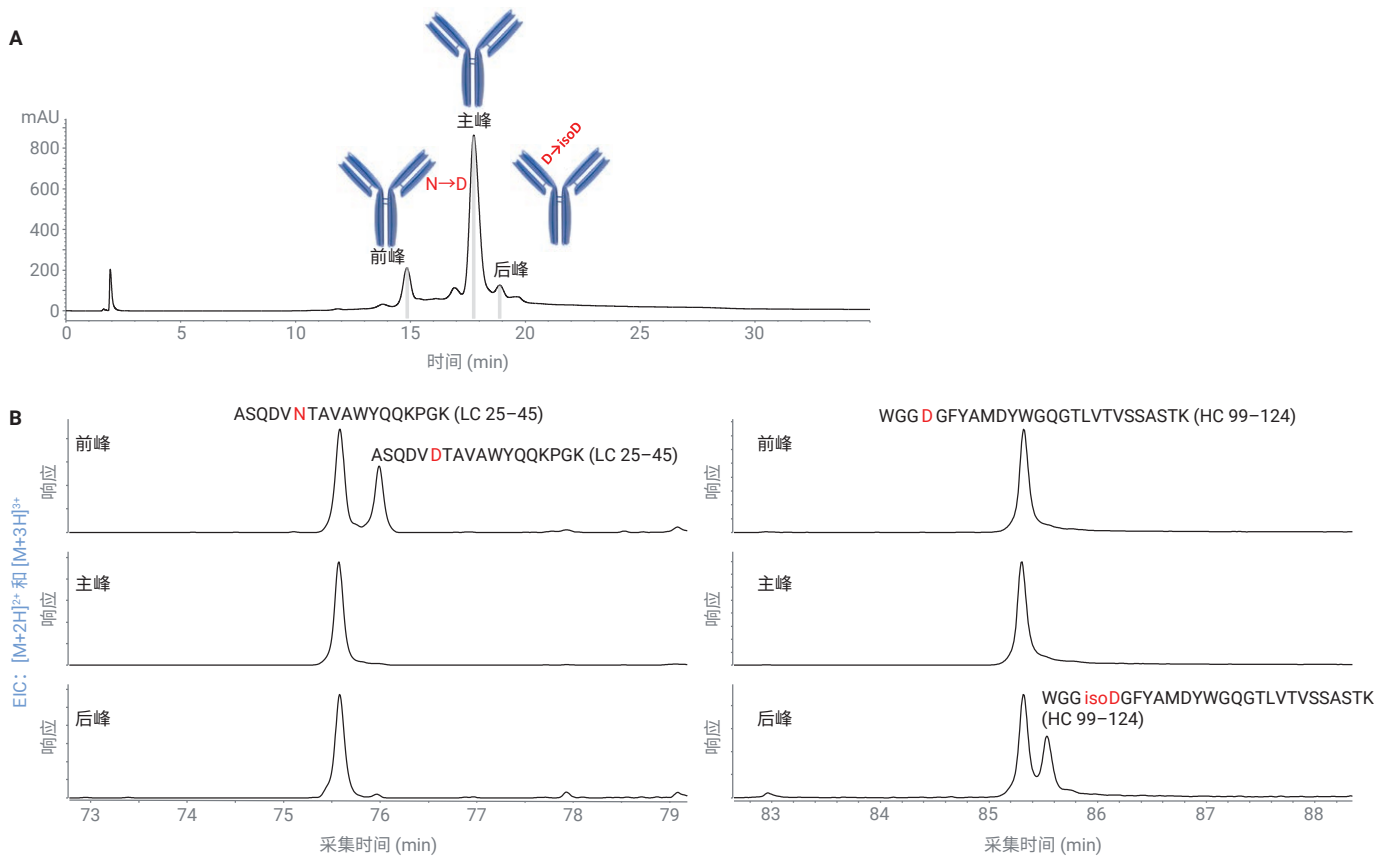 A
mAU
800
600
400
200
0
主峰
前峰
N→D
D→isoD
后峰
0 5 10 15 20 25 30
时间 (min)
B
EIC：[M+2H]²⁺ 和 [M+3H]³⁺
ASQDVNTAVAWYQQKPGK (LC 25–45)
前峰
ASQDVDTAVAWYQQKPGK (LC 25–45)
响应
主峰
响应
后峰
响应
73 74 75 76 77 78 79
采集时间 (min)
WGG D GFYAMDYWGQGTLVTVSSASTK (HC 99–124)
前峰
响应
主峰
响应
WGG isoDGFYAMDYWGQGTLVTVSSASTK
(HC 99–124)
后峰
响应
83 84 85 86 87 88
采集时间 (min)